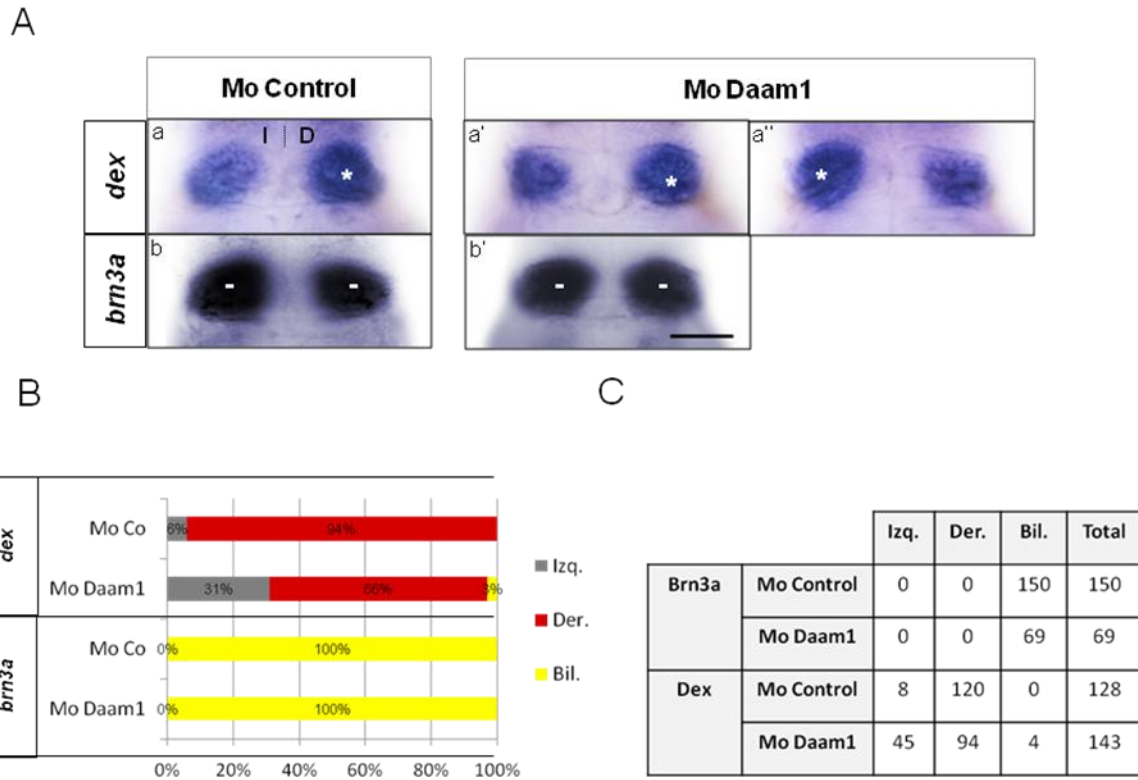 A
Mo Control
Mo Daam1
dex
a
I D
*
a'
*
a''
*
brn3a
b
- -
b'
- -
B
dex
Mo Co
6% 94%
Mo Daam1
31% 66% 3%
brn3a
Mo Co
0% 100%
Mo Daam1
0% 100%
0% 20% 40% 60% 80% 100%
Izq.
Der.
Bil.
C
Izq. Der. Bil. Total
Brn3a Mo Control 0 0 150 150
Mo Daam1 0 0 69 69
Dex Mo Control 8 120 0 128
Mo Daam1 45 94 4 143